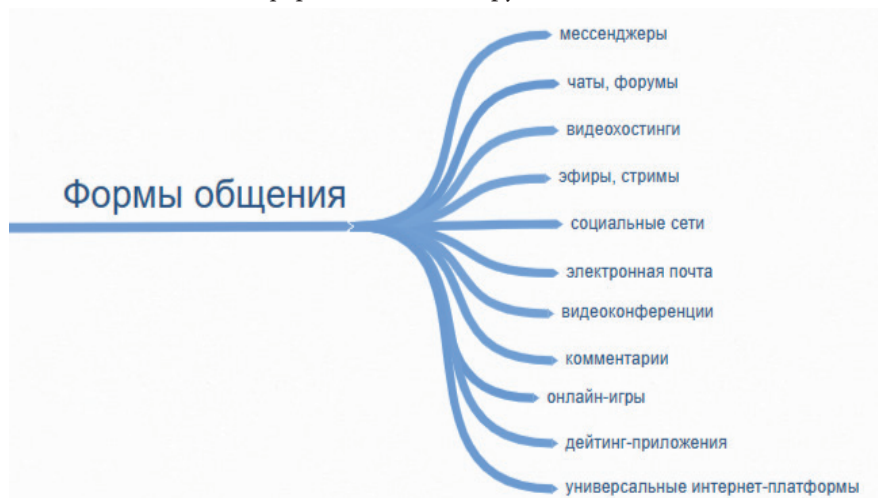 мессенджеры
чаты, форумы
видеохостинги
эфиры, стримы
Формы общения
социальные сети
электронная почта
видеоконференции
комментарии
онлайн-игры
дейтинг-приложения
универсальные интернет-платформы